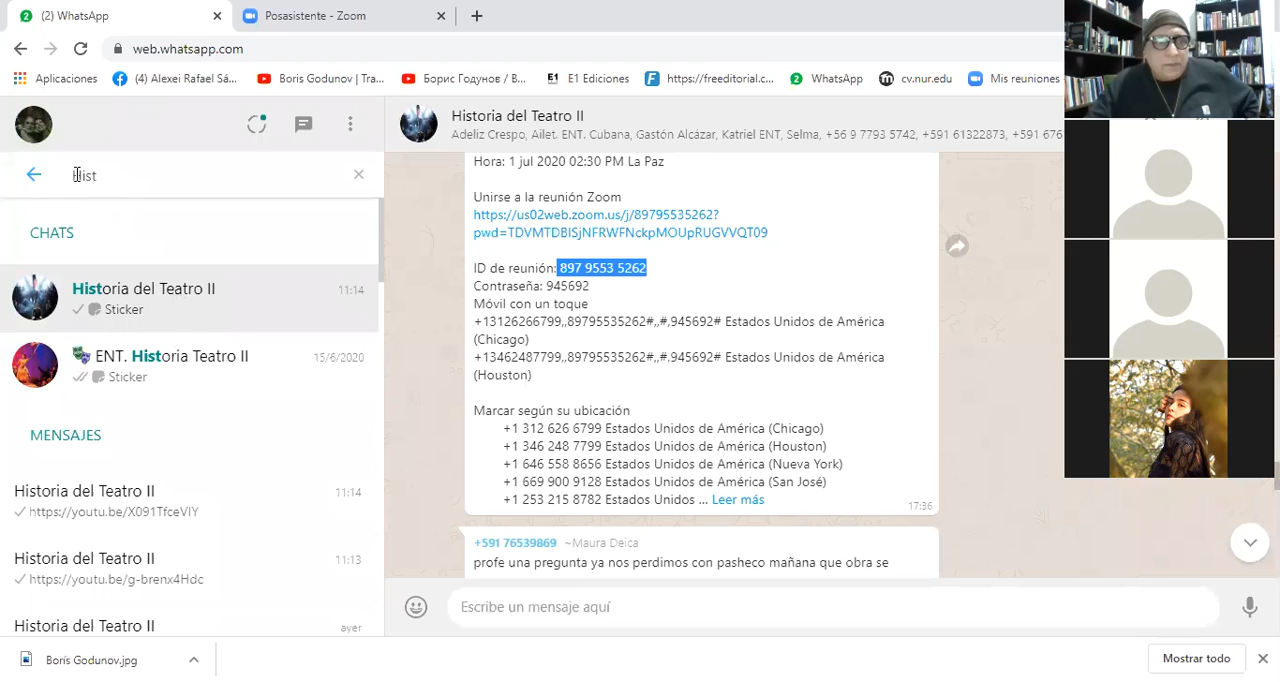 (2) WhatsApp
Posasistente - Zoom
web.whatsapp.com
Aplicaciones
(4) Alexei Rafael Sá...
Boris Godunov | Tra...
Борис Годунов / В...
E1 Ediciones
https://freeditorial.c...
WhatsApp
cv.nur.edu
Mis reuniones
Hist
CHATS
Historia del Teatro II
11:14
Sticker
ENT. Historia Teatro II
15/6/2020
Sticker
MENSAJES
Historia del Teatro II
11:14
https://youtu.be/X091TfceVIY
Historia del Teatro II
11:13
https://youtu.be/g-brenx4Hdc
Historia del Teatro II
ayer
Historia del Teatro II
Adeliz Crespo, Ailet. ENT. Cubana, Gastón Alcázar, Katriel ENT, Selma, +56 9 7793 5742, +591 61322873, +591 676
Hora: 1 jul 2020 02:30 PM La Paz
Unirse a la reunión Zoom
https://us02web.zoom.us/j/89795535262?
pwd=TDVMTDBISjNFRWFNckpMOUpRUGVVQT09
ID de reunión: 897 9553 5262
Contraseña: 945692
Móvil con un toque
+13126266799,,89795535262#,,#,945692# Estados Unidos de América
(Chicago)
+13462487799,,89795535262#,,#,945692# Estados Unidos de América
(Houston)
Marcar según su ubicación
+1 312 626 6799 Estados Unidos de América (Chicago)
+1 346 248 7799 Estados Unidos de América (Houston)
+1 646 558 8656 Estados Unidos de América (Nueva York)
+1 669 900 9128 Estados Unidos de América (San José)
+1 253 215 8782 Estados Unidos ... Leer más
17:36
+591 76539869 ~Maura Deica
profe una pregunta ya nos perdimos con pasheco mañana que obra se
Escribe un mensaje aquí
Borís Godunov.jpg
Mostrar todo